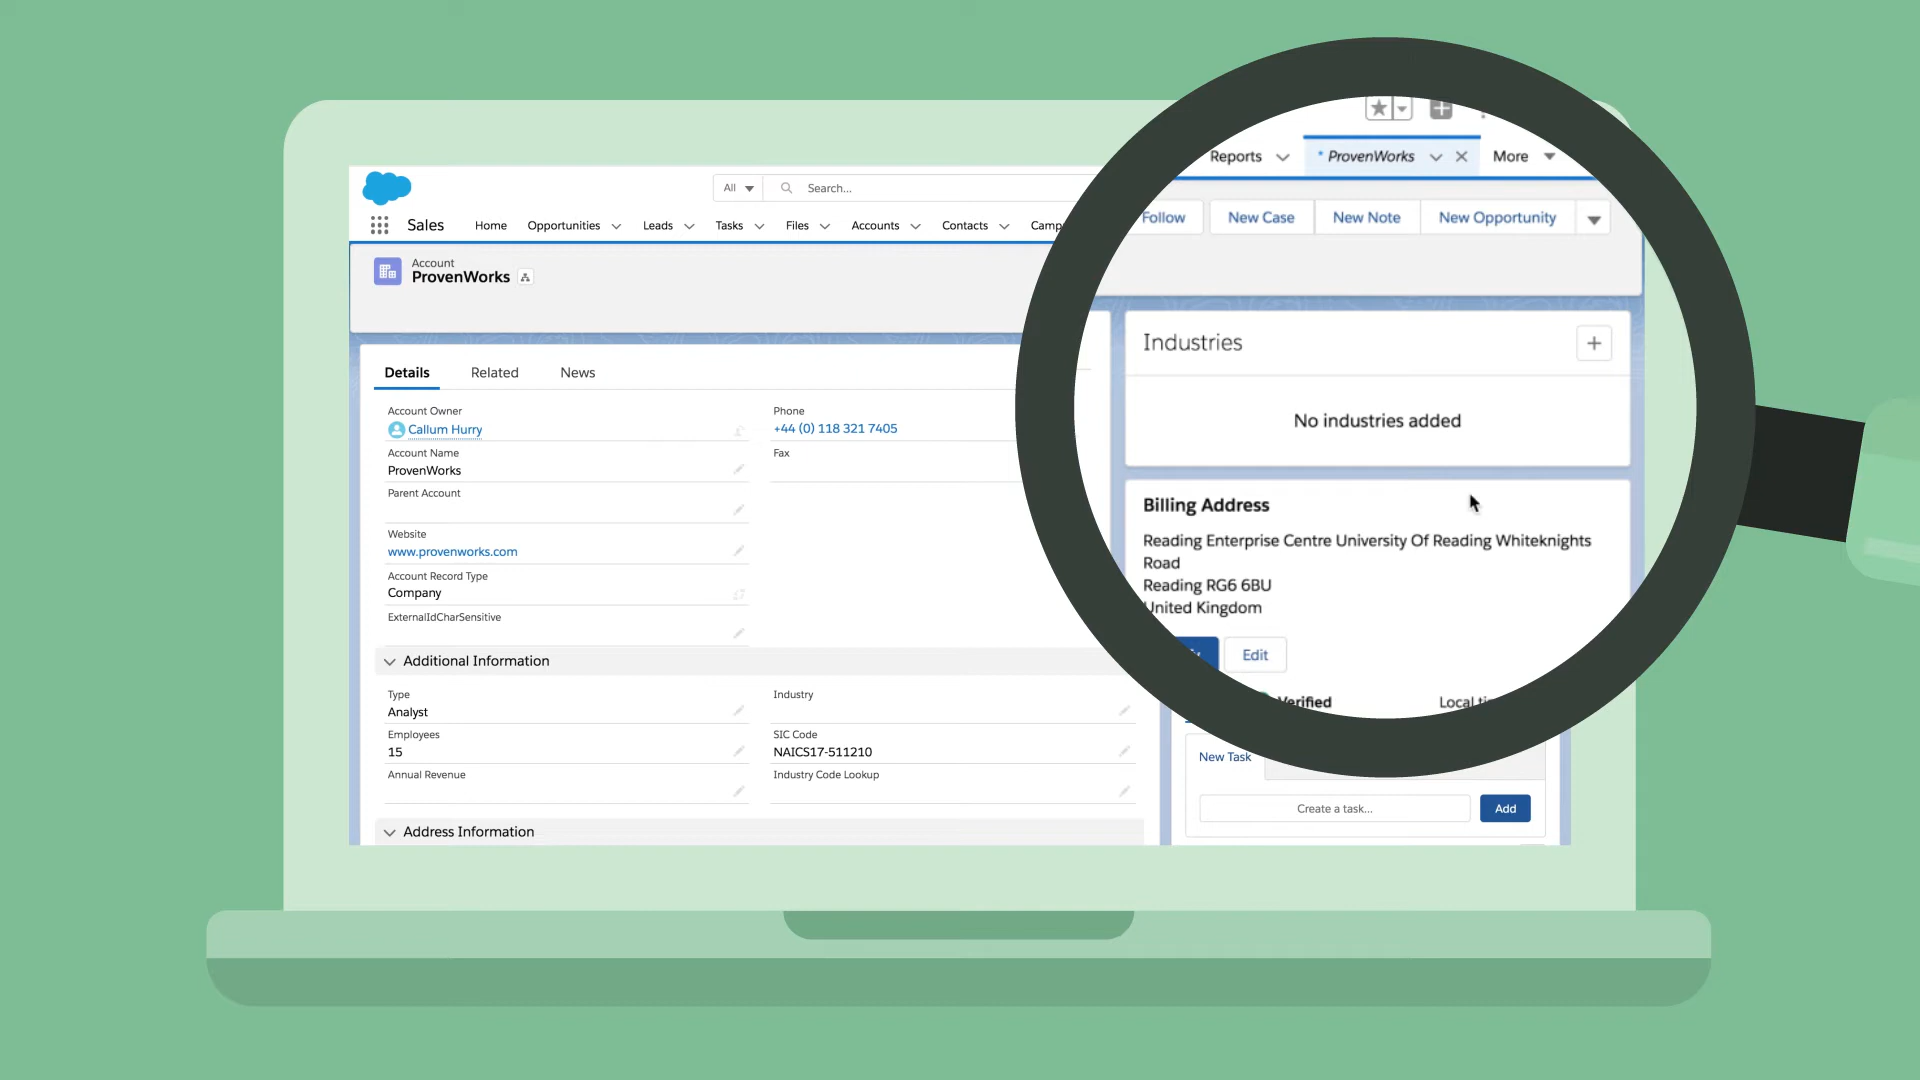 All
Search...
Sales
Home
Opportunities
Leads
Tasks
Files
Accounts
Contacts
Account
ProvenWorks
Details
Related
News
Account Owner
Callum Hurry
Account Name
ProvenWorks
Parent Account
Website
www.provenworks.com
Account Record Type
Company
ExternalIdCharSensitive
Phone
+44 (0) 118 321 7405
Fax
Additional Information
Type
Analyst
Employees
15
Annual Revenue
Industry
SIC Code
NAICS17-511210
Industry Code Lookup
Address Information
Reports
* ProvenWorks
More
Follow
New Case
New Note
New Opportunity
Industries
No industries added
Billing Address
Reading Enterprise Centre University Of Reading Whiteknights
Road
Reading RG6 6BU
United Kingdom
Edit
Verified
Local
New Task
Create a task...
Add